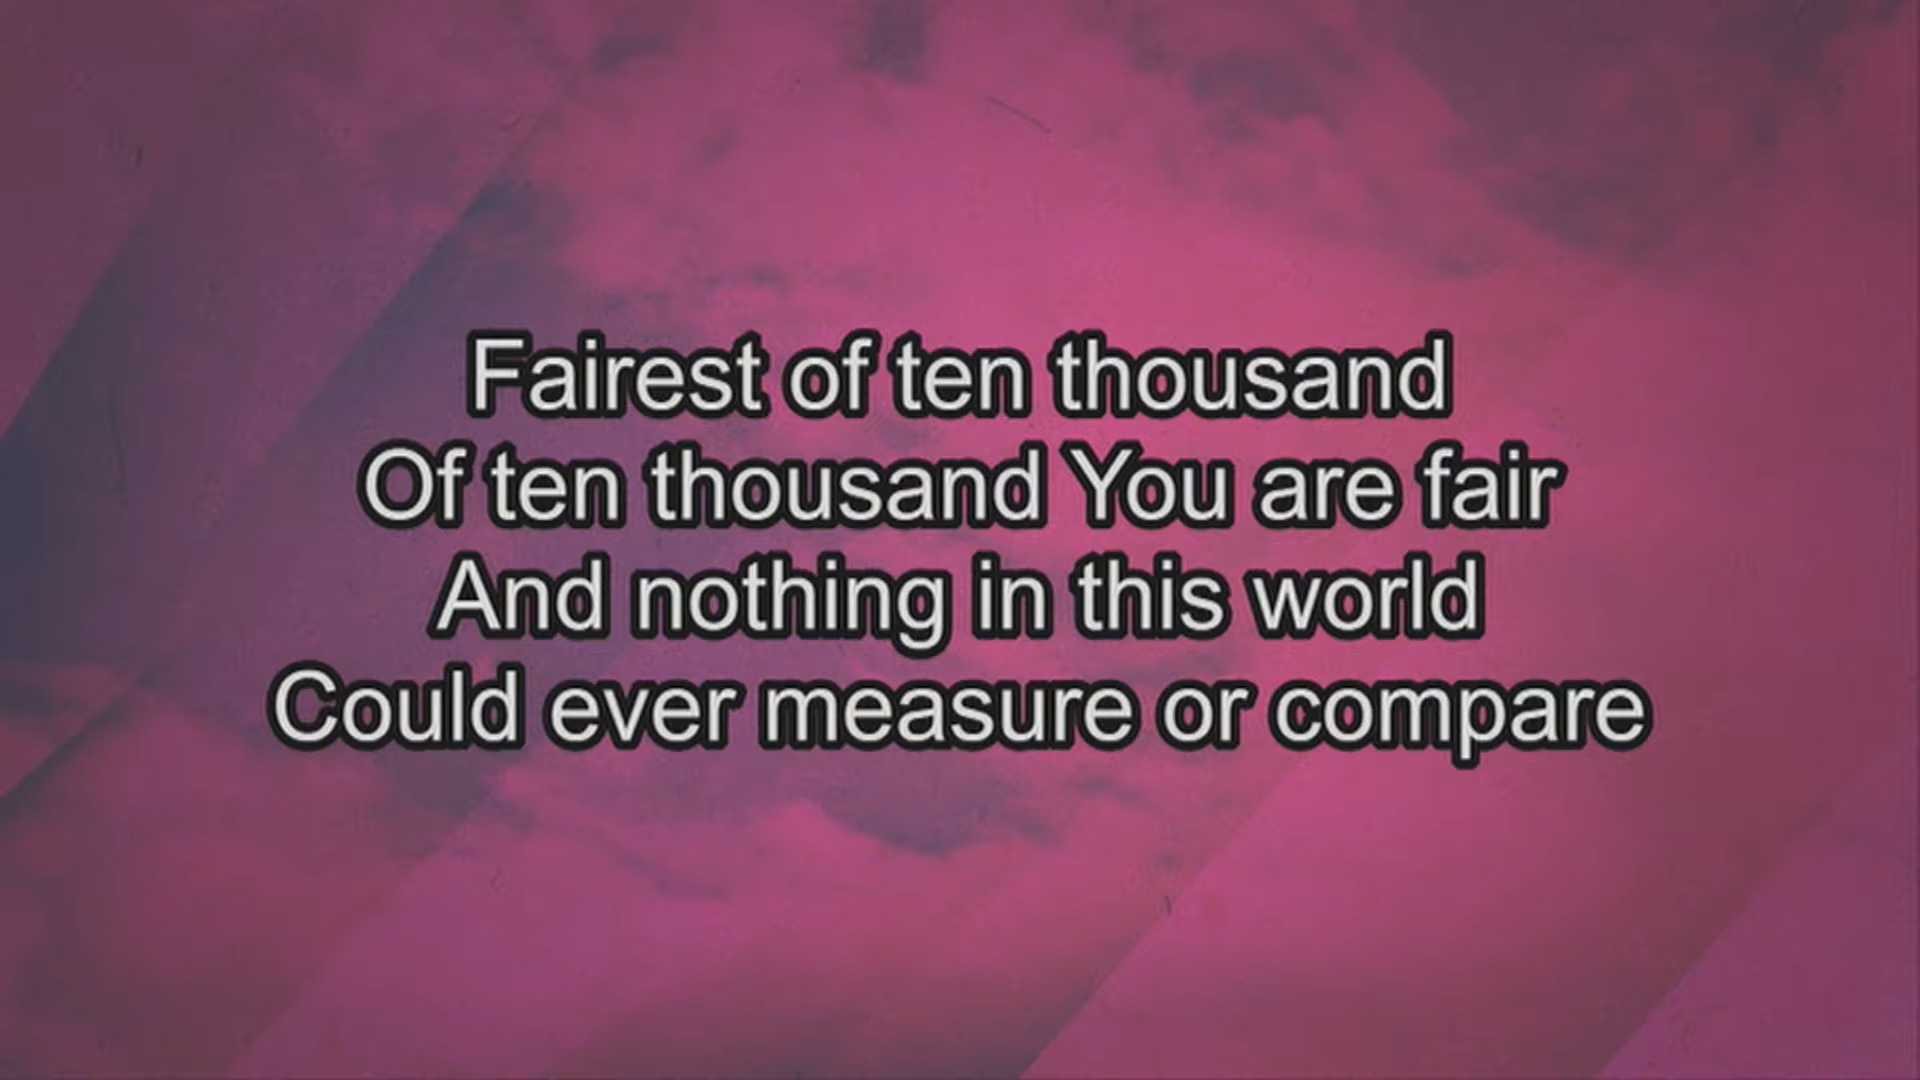 Fairest of ten thousand
Of ten thousand You are fair
And nothing in this world
Could ever measure or compare